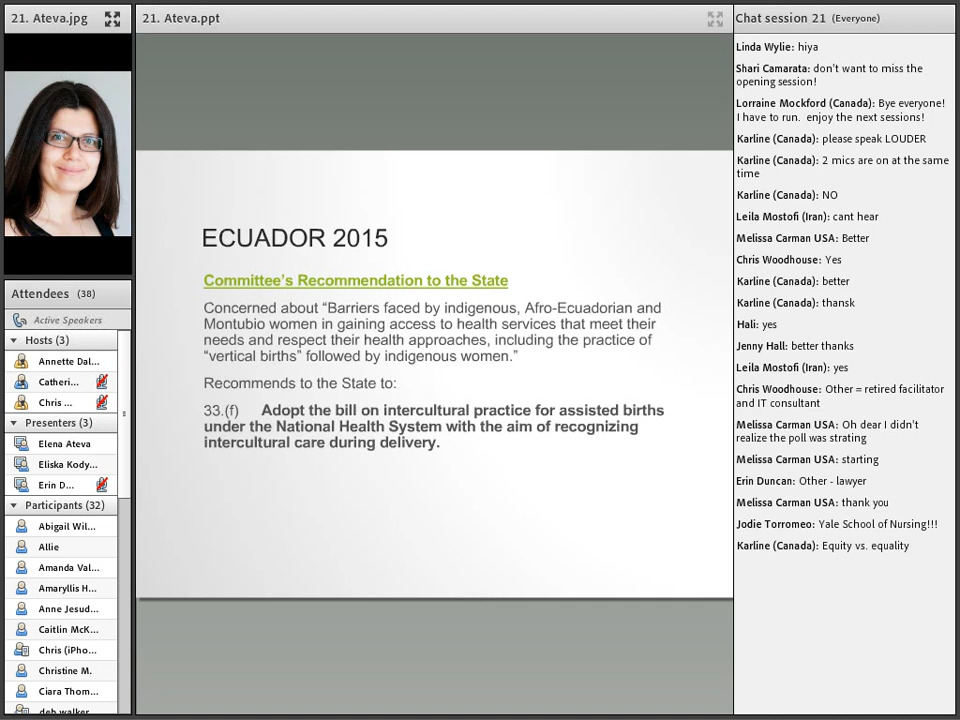 21. Ateva.jpg
Attendees (38)
Active Speakers
Hosts (3)
Annette Dal...
Catheri...
Chris ...
Presenters (3)
Elena Ateva
Eliska Kody...
Erin D...
Participants (32)
Abigail Wil...
Allie
Amanda Val...
Amaryllis H...
Anne Jesud...
Caitlin McK...
Chris (iPho...
Christine M.
Ciara Thom...
deb walker
21. Ateva.ppt
ECUADOR 2015
Committee's Recommendation to the State
Concerned about “Barriers faced by indigenous, Afro-Ecuadorian and
Montubio women in gaining access to health services that meet their
needs and respect their health approaches, including the practice of
“vertical births” followed by indigenous women.”
Recommends to the State to:
33.(f) Adopt the bill on intercultural practice for assisted births
under the National Health System with the aim of recognizing
intercultural care during delivery.
Chat session 21 (Everyone)
Linda Wylie: hiya
Shari Camarata: don't want to miss the
opening session!
Lorraine Mockford (Canada): Bye everyone!
I have to run. enjoy the next sessions!
Karline (Canada): please speak LOUDER
Karline (Canada): 2 mics are on at the same
time
Karline (Canada): NO
Leila Mostofi (Iran): cant hear
Melissa Carman USA: Better
Chris Woodhouse: Yes
Karline (Canada): better
Karline (Canada): thansk
Hali: yes
Jenny Hall: better thanks
Leila Mostofi (Iran): yes
Chris Woodhouse: Other = retired facilitator
and IT consultant
Melissa Carman USA: Oh dear I didn't
realize the poll was strating
Melissa Carman USA: starting
Erin Duncan: Other - lawyer
Melissa Carman USA: thank you
Jodie Torromeo: Yale School of Nursing!!!
Karline (Canada): Equity vs. equality